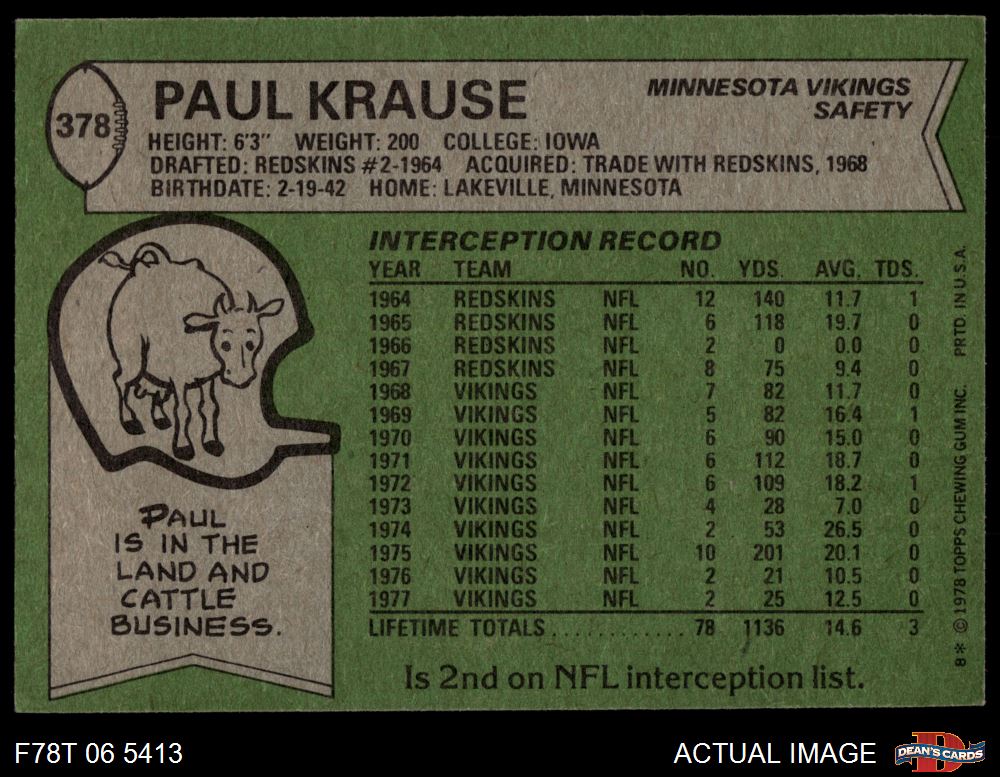 378
PAUL KRAUSE
MINNESOTA VIKINGS
SAFETY
HEIGHT: 6'3" WEIGHT: 200 COLLEGE: IOWA
DRAFTED: REDSKINS #2-1964 ACQUIRED: TRADE WITH REDSKINS, 1968
BIRTHDATE: 2-19-42 HOME: LAKEVILLE, MINNESOTA
INTERCEPTION RECORD
YEAR TEAM NO. YDS. AVG. TDS.
1964 REDSKINS NFL 12 140 11.7 1
1965 REDSKINS NFL 6 118 19.7 0
1966 REDSKINS NFL 2 0 0.0 0
1967 REDSKINS NFL 8 75 9.4 0
1968 VIKINGS NFL 7 82 11.7 0
1969 VIKINGS NFL 5 82 16.4 1
1970 VIKINGS NFL 6 90 15.0 0
1971 VIKINGS NFL 6 112 18.7 0
1972 VIKINGS NFL 6 109 18.2 1
1973 VIKINGS NFL 4 28 7.0 0
1974 VIKINGS NFL 2 53 26.5 0
1975 VIKINGS NFL 10 201 20.1 0
1976 VIKINGS NFL 2 21 10.5 0
1977 VIKINGS NFL 2 25 12.5 0
LIFETIME TOTALS............ 78 1136 14.6 3
Is 2nd on NFL interception list.
PAUL
IS IN THE
LAND AND
CATTLE
BUSINESS.
8* © 1978 TOPPS CHEWING GUM INC. PRTD. IN U.S.A.
F78T 06 5413
ACTUAL IMAGE
D
DEAN'S CARDS